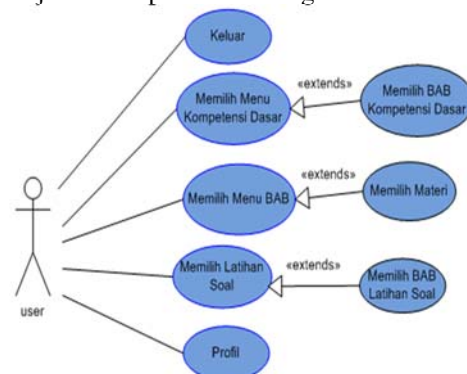 Keluar
Memilih Menu
Kompetensi Dasar
«extends»
Memilih BAB
Kompetensi Dasar
Memilih Menu BAB
«extends»
Memilih Materi
Memilih Latihan
Soal
«extends»
Memilih BAB
Latihan Soal
user
Profil